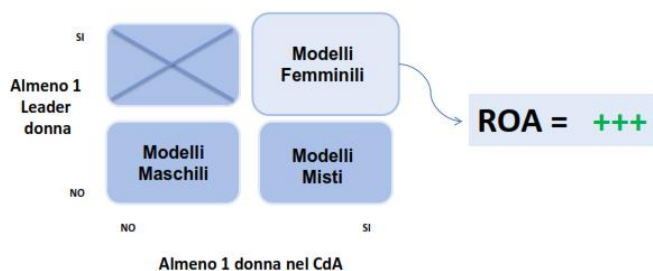 SI
Almeno 1
Leader
donna
NO
Modelli
Femminili
Modelli
Maschili
Modelli
Misti
ROA = +++
NO
SI
Almeno 1 donna nel CdA